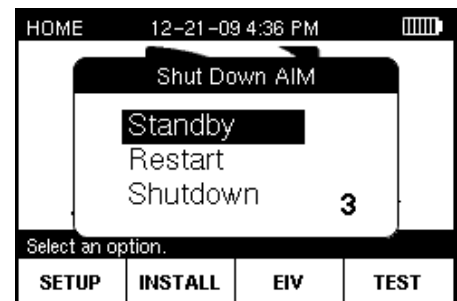 HOME 12-21-09 4:36 PM
Shut Down AIM
Standby
Restart
Shutdown 3
Select an option.
SETUP INSTALL EIV TEST